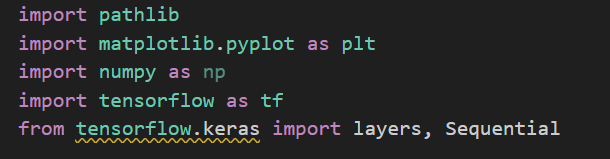 import pathlib
import matplotlib.pyplot as plt
import numpy as np
import tensorflow as tf
from tensorflow.keras import layers, Sequential